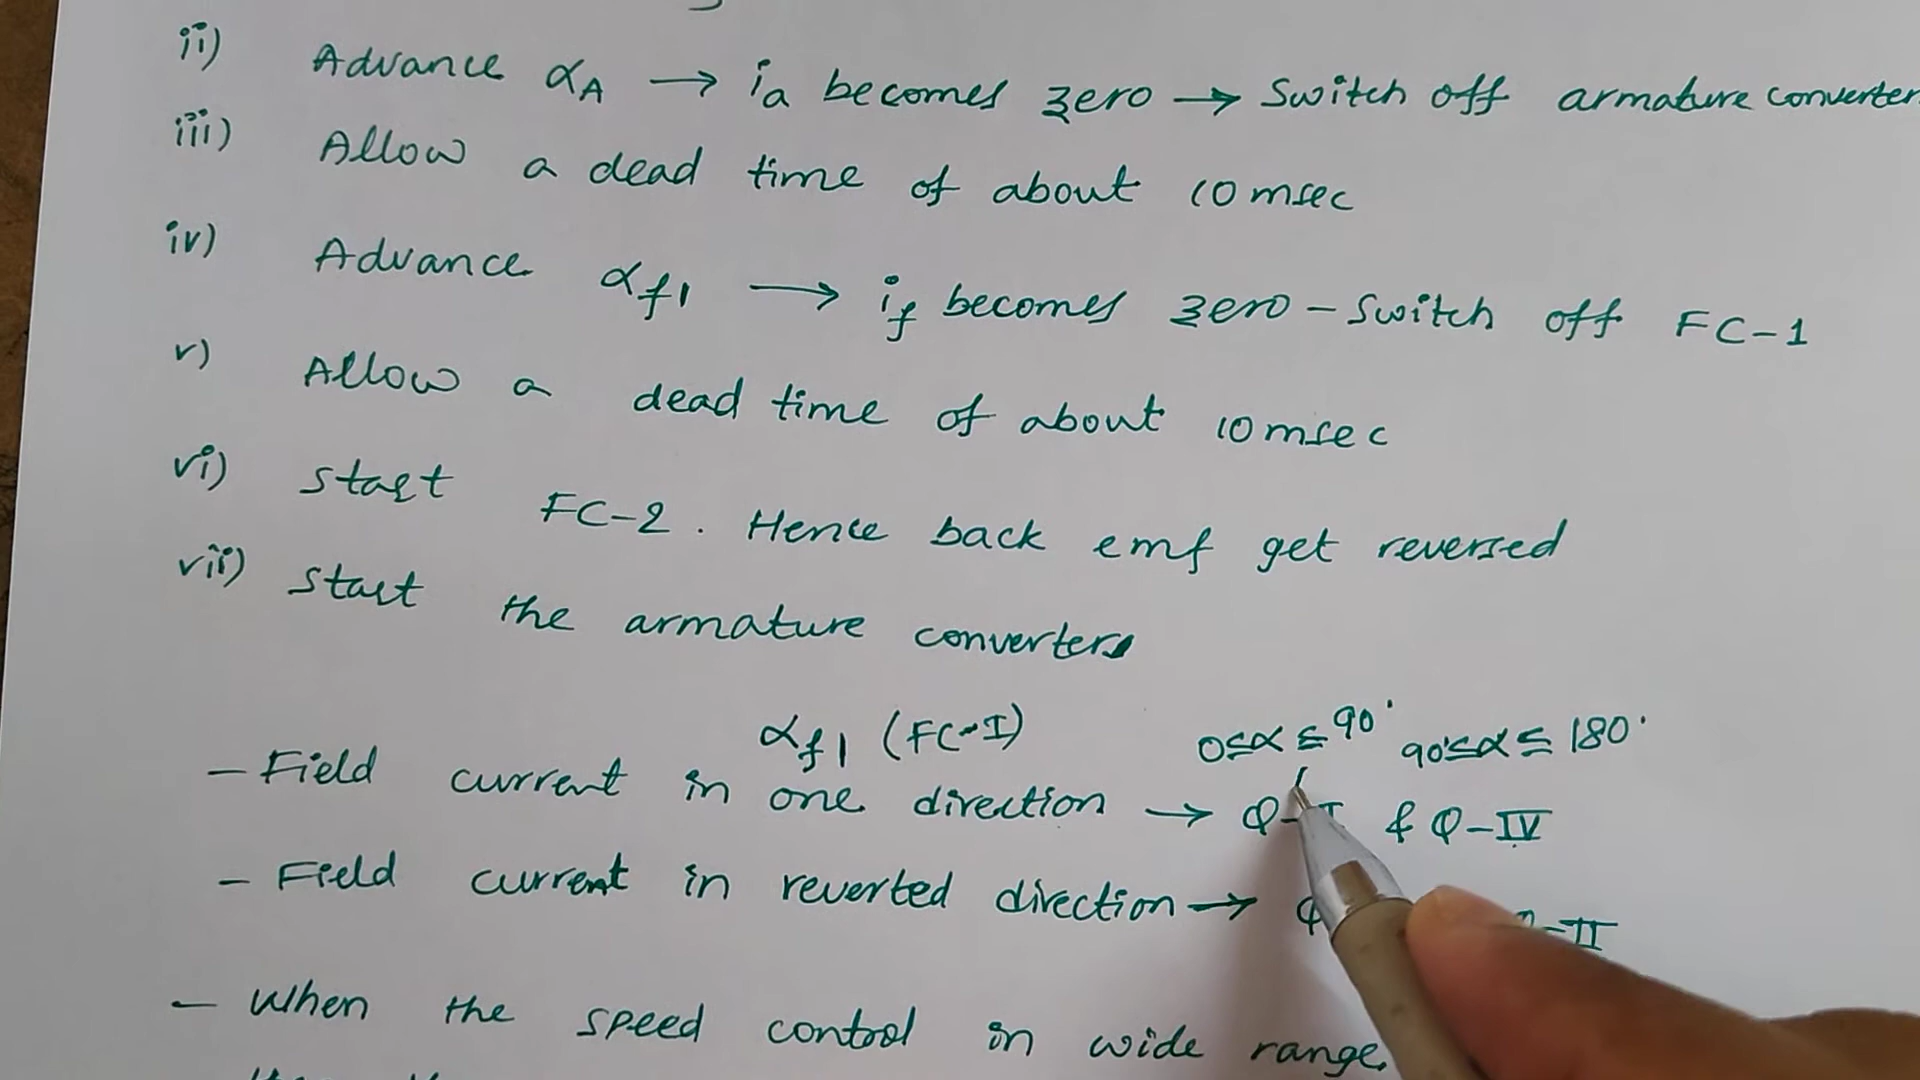 ii) Advance αA → ia becomes zero → Switch off armature converter
iii) Allow a dead time of about 10 msec
iv) Advance αf1 → if becomes zero - Switch off FC-1
v) Allow a dead time of about 10 msec
vi) Start FC-2. Hence back emf get reversed
vii) Start the armature converters
αf1 (FC-I) 0≤α≤90° 90≤α≤180°
- Field current in one direction → Q-I & Q-IV
- Field current in reverted direction → Q-II
- When the speed control in wide range